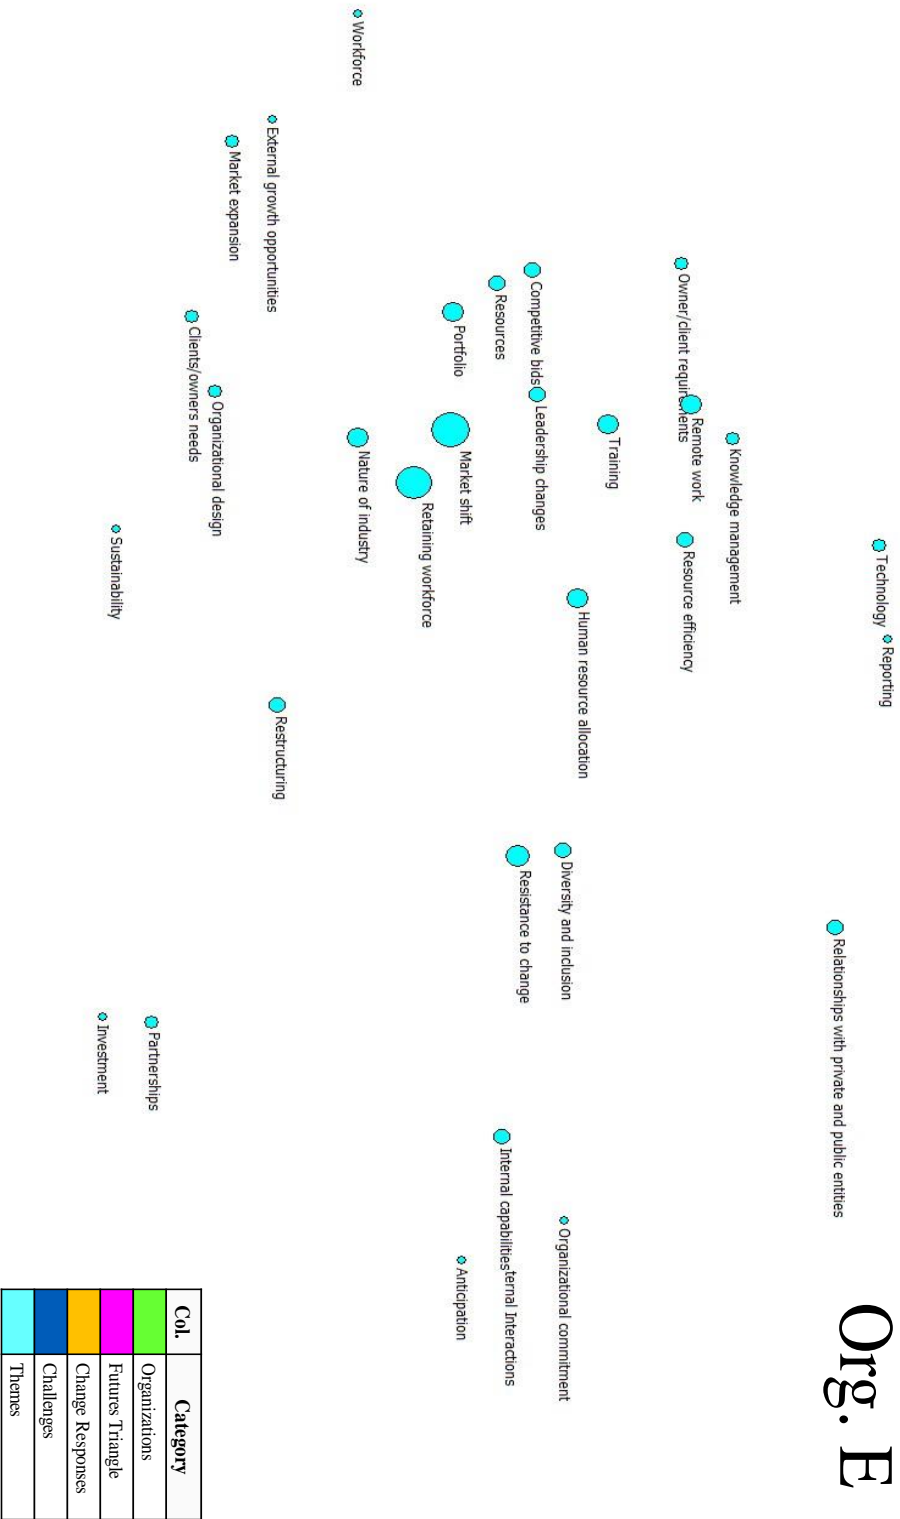 Org. E
Technology
Reporting
Relationships with private and public entities
Knowledge management
Owner/client requirements
Remote work
Resource efficiency
Training
Human resource allocation
Competitive bids
Leadership changes
Diversity and inclusion
Organizational commitment
Resources
Resistance to change
Internal capabilities
ternal Interactions
Portfolio
Market shift
Anticipation
Retaining workforce
Workforce
Nature of industry
External growth opportunities
Restructuring
Market expansion
Organizational design
Clients/owners needs
Partnerships
Sustainability
Investment
Col. Category
Organizations
Futures Triangle
Change Responses
Challenges
Themes